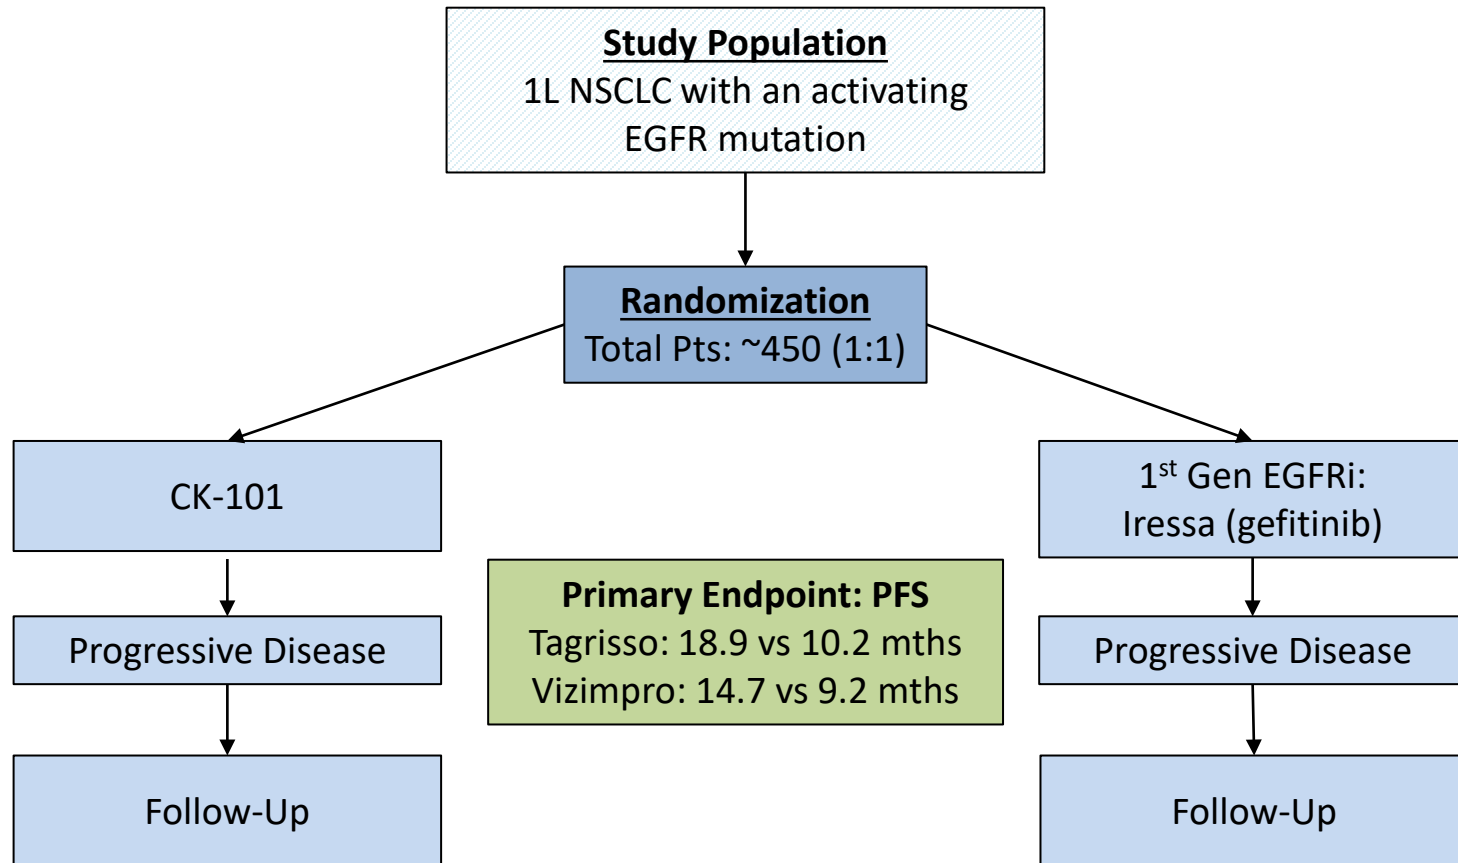 Study Population
1L NSCLC with an activating
EGFR mutation
Randomization
Total Pts: ~450 (1:1)
CK-101
1st Gen EGFRi:
Iressa (gefitinib)
Primary Endpoint: PFS
Tagrisso: 18.9 vs 10.2 mths
Vizimpro: 14.7 vs 9.2 mths
Progressive Disease
Progressive Disease
Follow-Up
Follow-Up